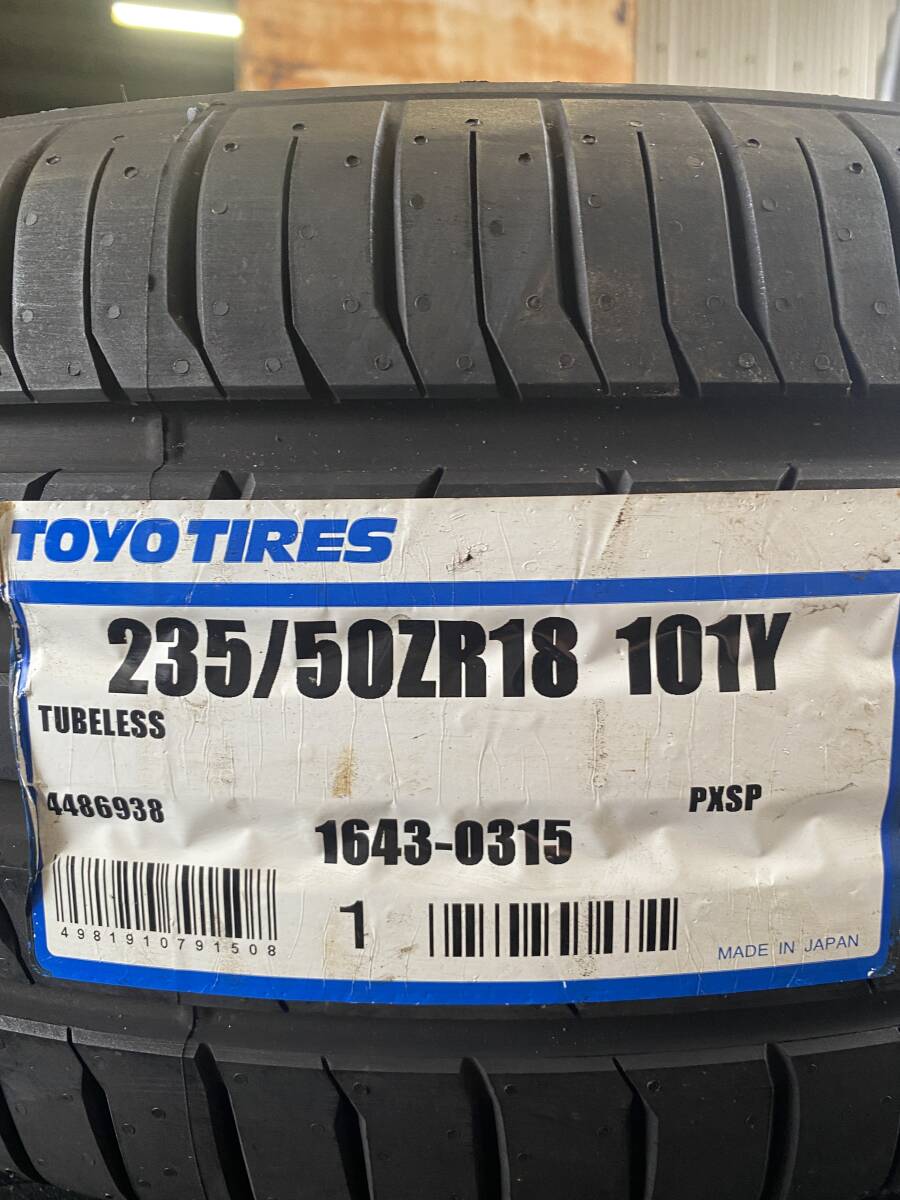 TOYO TIRES
235/50ZR18 101Y
TUBELESS
4486938
PXSP
1643-0315
1
4981910791508
MADE IN JAPAN